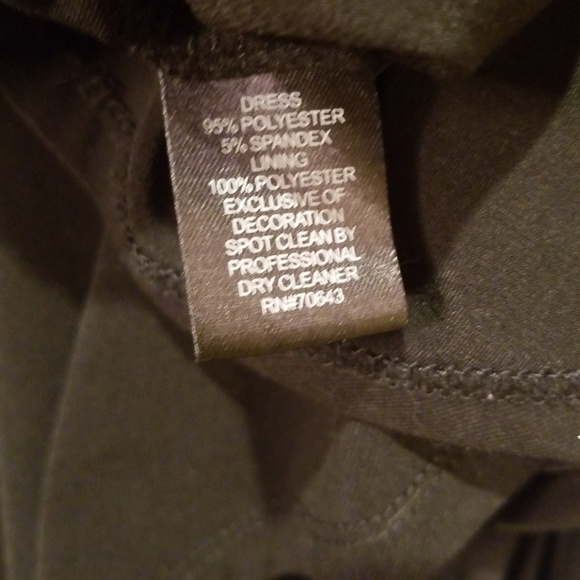 DRESS
95% POLYESTER
5% SPANDEX
LINING
100% POLYESTER
EXCLUSIVE OF
DECORATION
SPOT CLEAN BY
PROFESSIONAL
DRY CLEANER
RN#70643